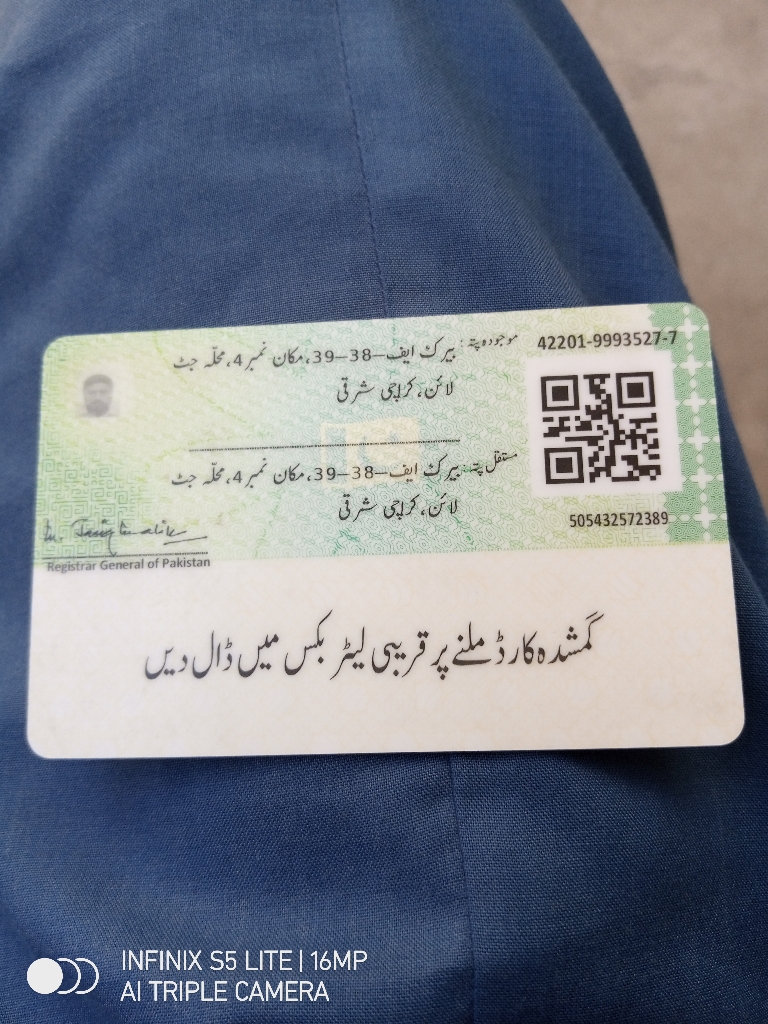 42201-9993527-7
موجودہ پتہ: بیرک ایف-38-39، مکان نمبر 4، محلّہ جٹ
لائن، کراچی شرقی
مستقل پتہ: بیرک ایف-38-39، مکان نمبر 4، محلّہ جٹ
لائن، کراچی شرقی
505432572389
Registrar General of Pakistan
گمشدہ کارڈ ملنے پر قریبی لیٹر بکس میں ڈال دیں
INFINIX S5 LITE | 16MP
AI TRIPLE CAMERA